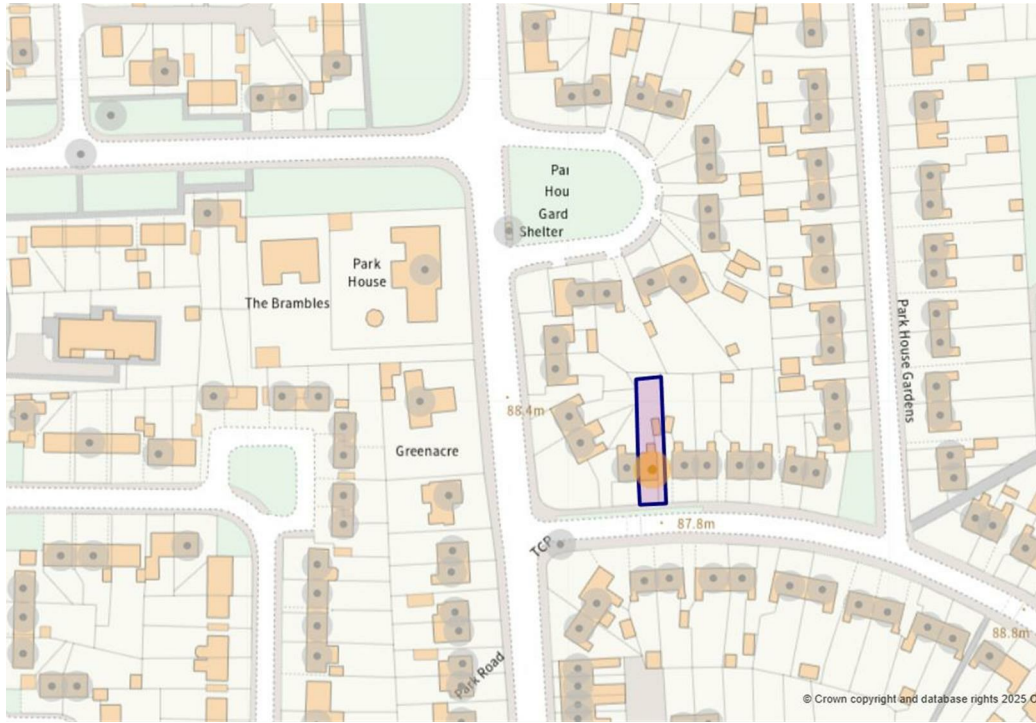 Par
Hou
Gard
Shelter
Park
House
The Brambles
Park House Gardens
88.4m
Greenacre
87.8m
TCP
88.8m
Park Road
© Crown copyright and database rights 2025 O